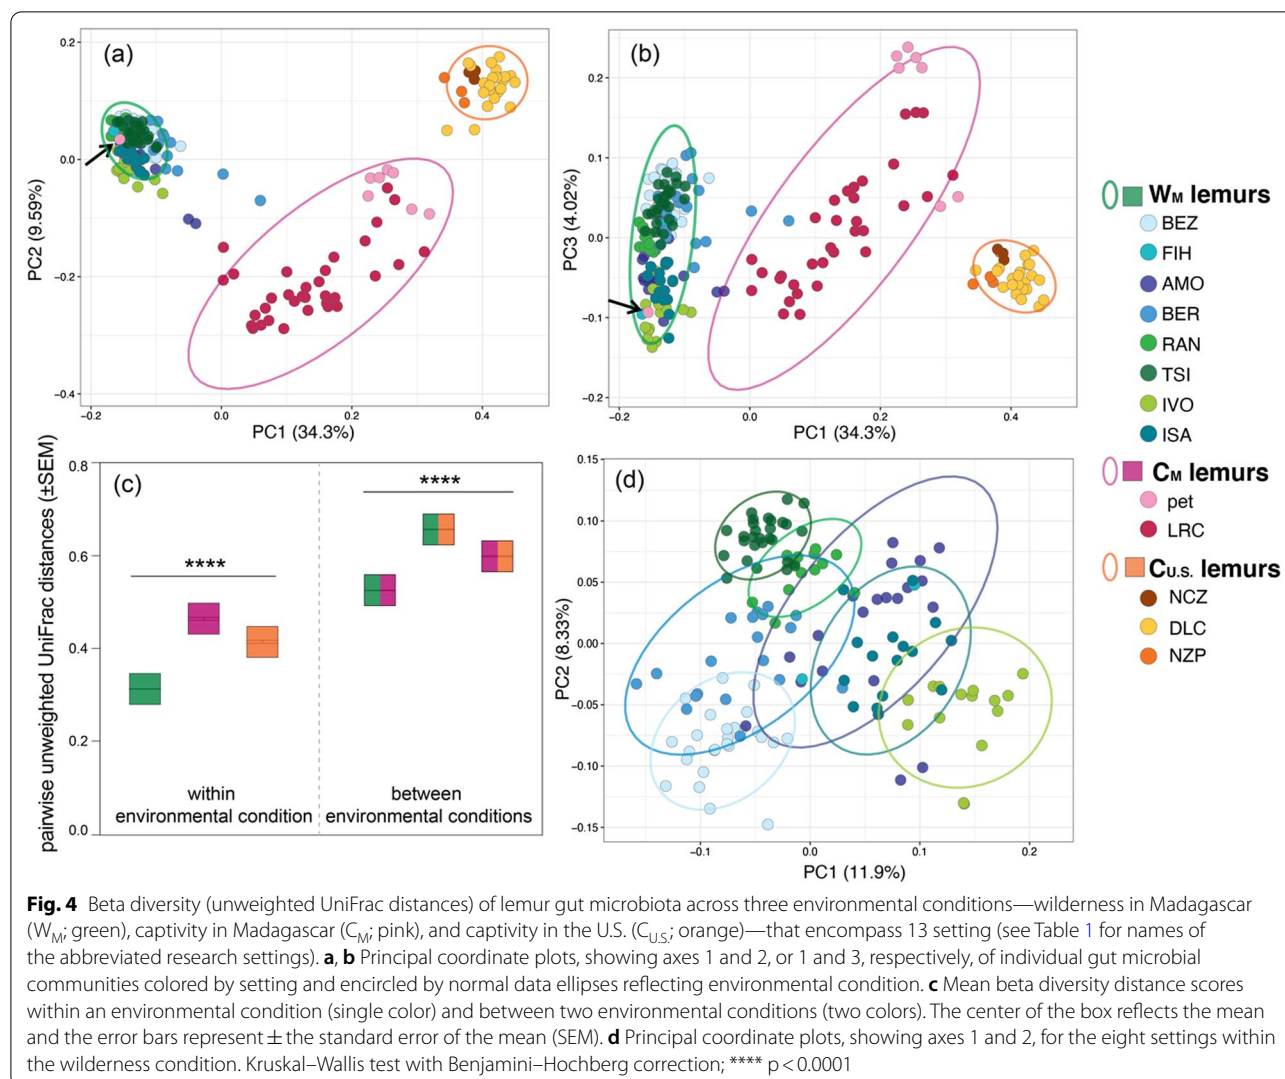 (a)
0.2
0.0
−0.2
−0.4
PC2 (9.59%)
−0.2
0.0
0.2
0.4
PC1 (34.3%)
(b)
0.2
0.1
0.0
−0.1
−0.2
PC3 (4.02%)
−0.2
0.0
0.2
0.4
PC1 (34.3%)
WM lemurs
BEZ
FIH
AMO
BER
RAN
TSI
IVO
ISA
CM lemurs
pet
LRC
CU.S. lemurs
NCZ
DLC
NZP
(c)
0.8
0.6
0.4
0.2
0.0
pairwise unweighted UniFrac distances (±SEM)
****
****
within
environmental condition
between
environmental conditions
(d)
0.15
0.10
0.05
0.00
−0.05
−0.10
−0.15
PC2 (8.33%)
−0.1
0.0
0.1
0.2
PC1 (11.9%)
Fig. 4 Beta diversity (unweighted UniFrac distances) of lemur gut microbiota across three environmental conditions—wilderness in Madagascar
(WM; green), captivity in Madagascar (CM; pink), and captivity in the U.S. (CU.S.; orange)—that encompass 13 setting (see Table 1 for names of
the abbreviated research settings). a, b Principal coordinate plots, showing axes 1 and 2, or 1 and 3, respectively, of individual gut microbial
communities colored by setting and encircled by normal data ellipses reflecting environmental condition. c Mean beta diversity distance scores
within an environmental condition (single color) and between two environmental conditions (two colors). The center of the box reflects the mean
and the error bars represent ± the standard error of the mean (SEM). d Principal coordinate plots, showing axes 1 and 2, for the eight settings within
the wilderness condition. Kruskal–Wallis test with Benjamini–Hochberg correction; **** p < 0.0001